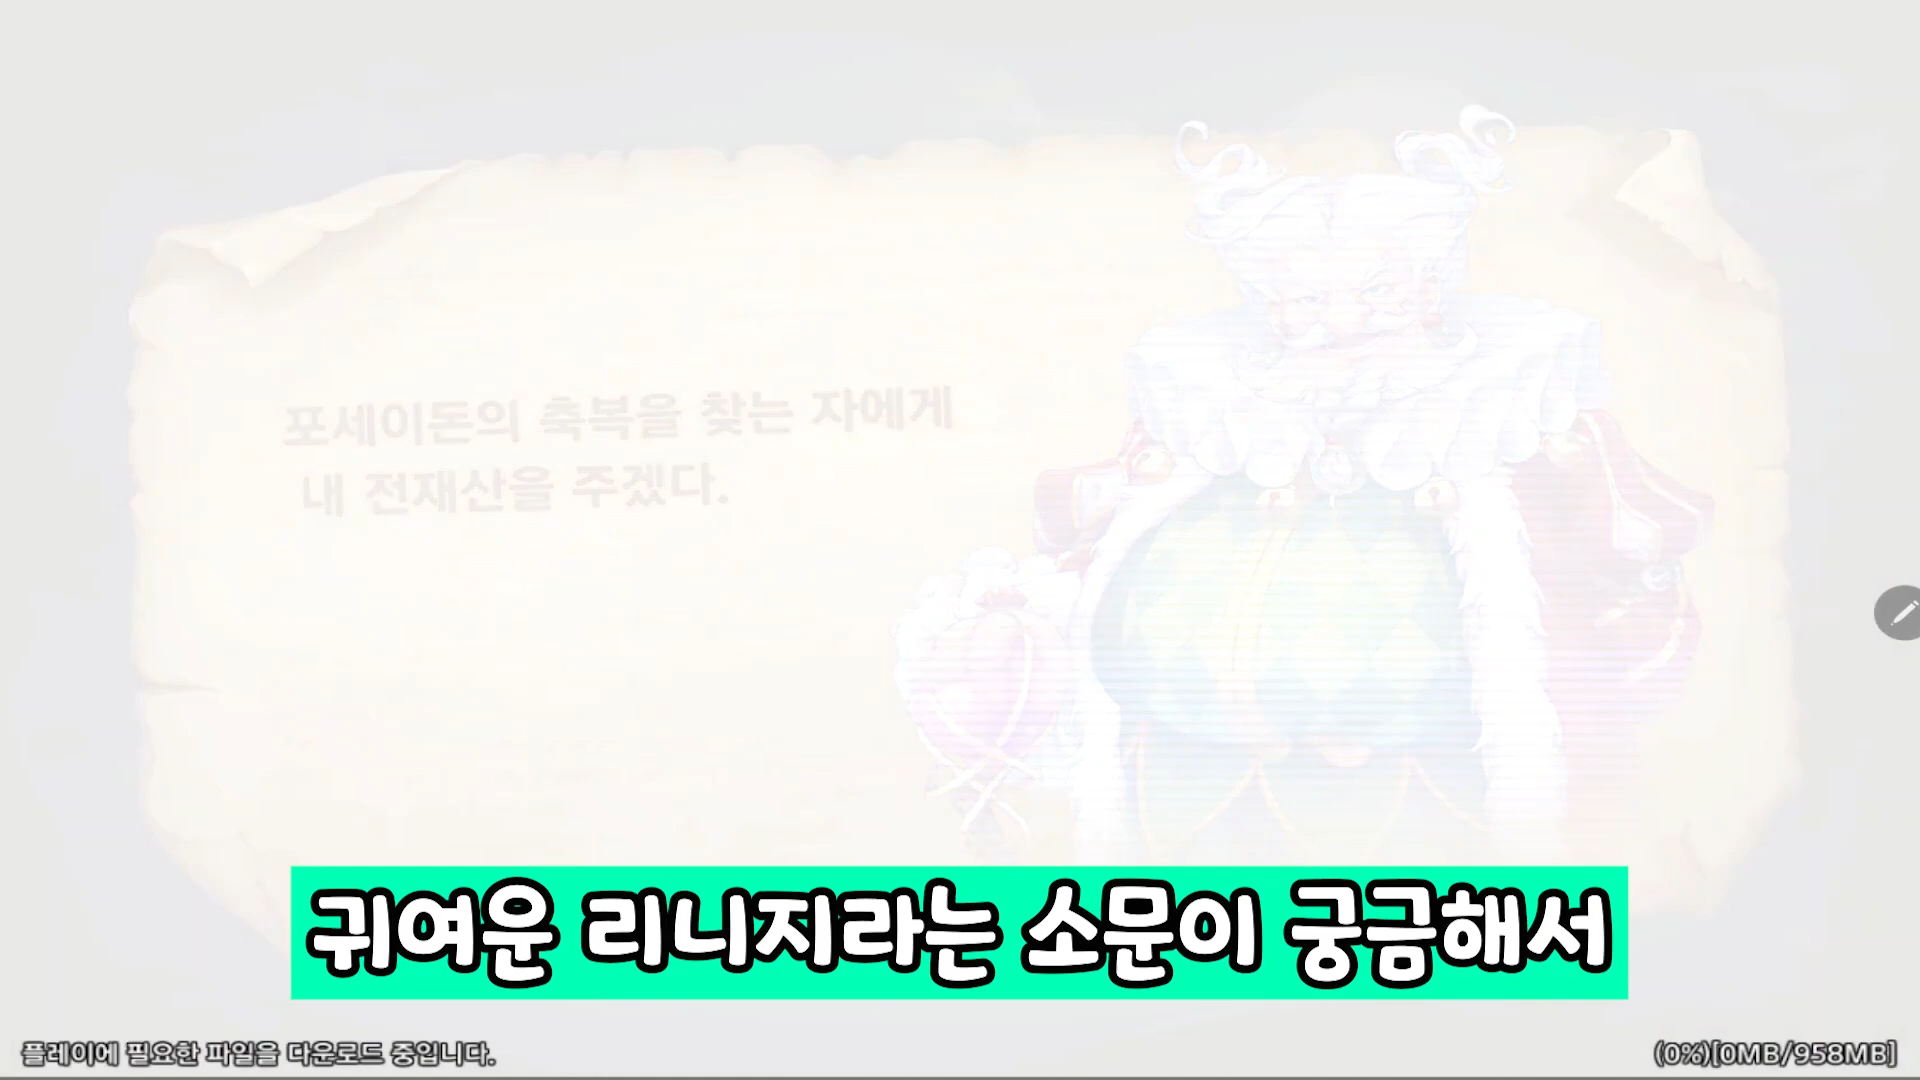 포세이돈의 축복을 찾는 자에게
내 전재산을 주겠다.
귀여운 리니지라는 소문이 궁금해서
플레이에 필요한 파일을 다운로드 중입니다.
(0%)[0MB/958MB]